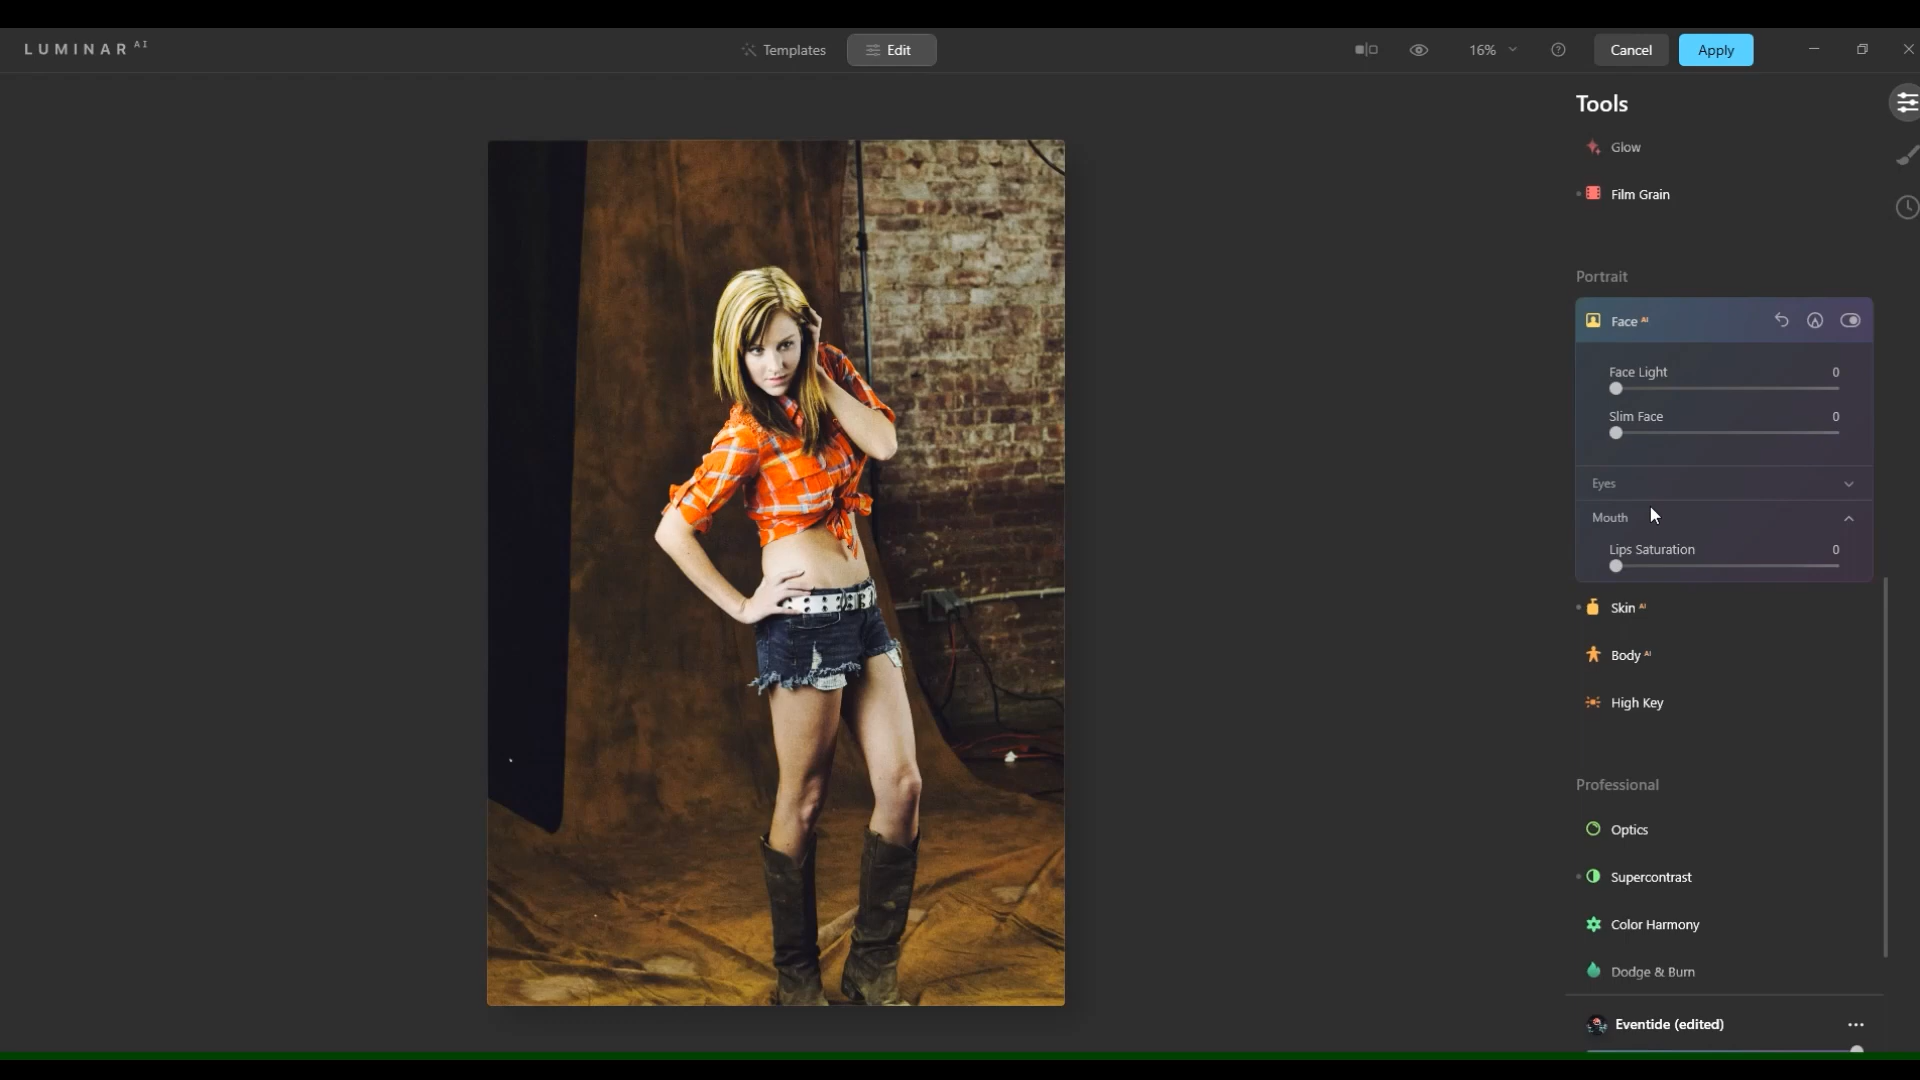 LUMINAR AI
Templates
Edit
16%
Cancel
Apply
Tools
Glow
Film Grain
Portrait
Face AI
Face Light 0
Slim Face 0
Eyes
Mouth
Lips Saturation 0
Skin AI
Body AI
High Key
Professional
Optics
Supercontrast
Color Harmony
Dodge & Burn
Eventide (edited)